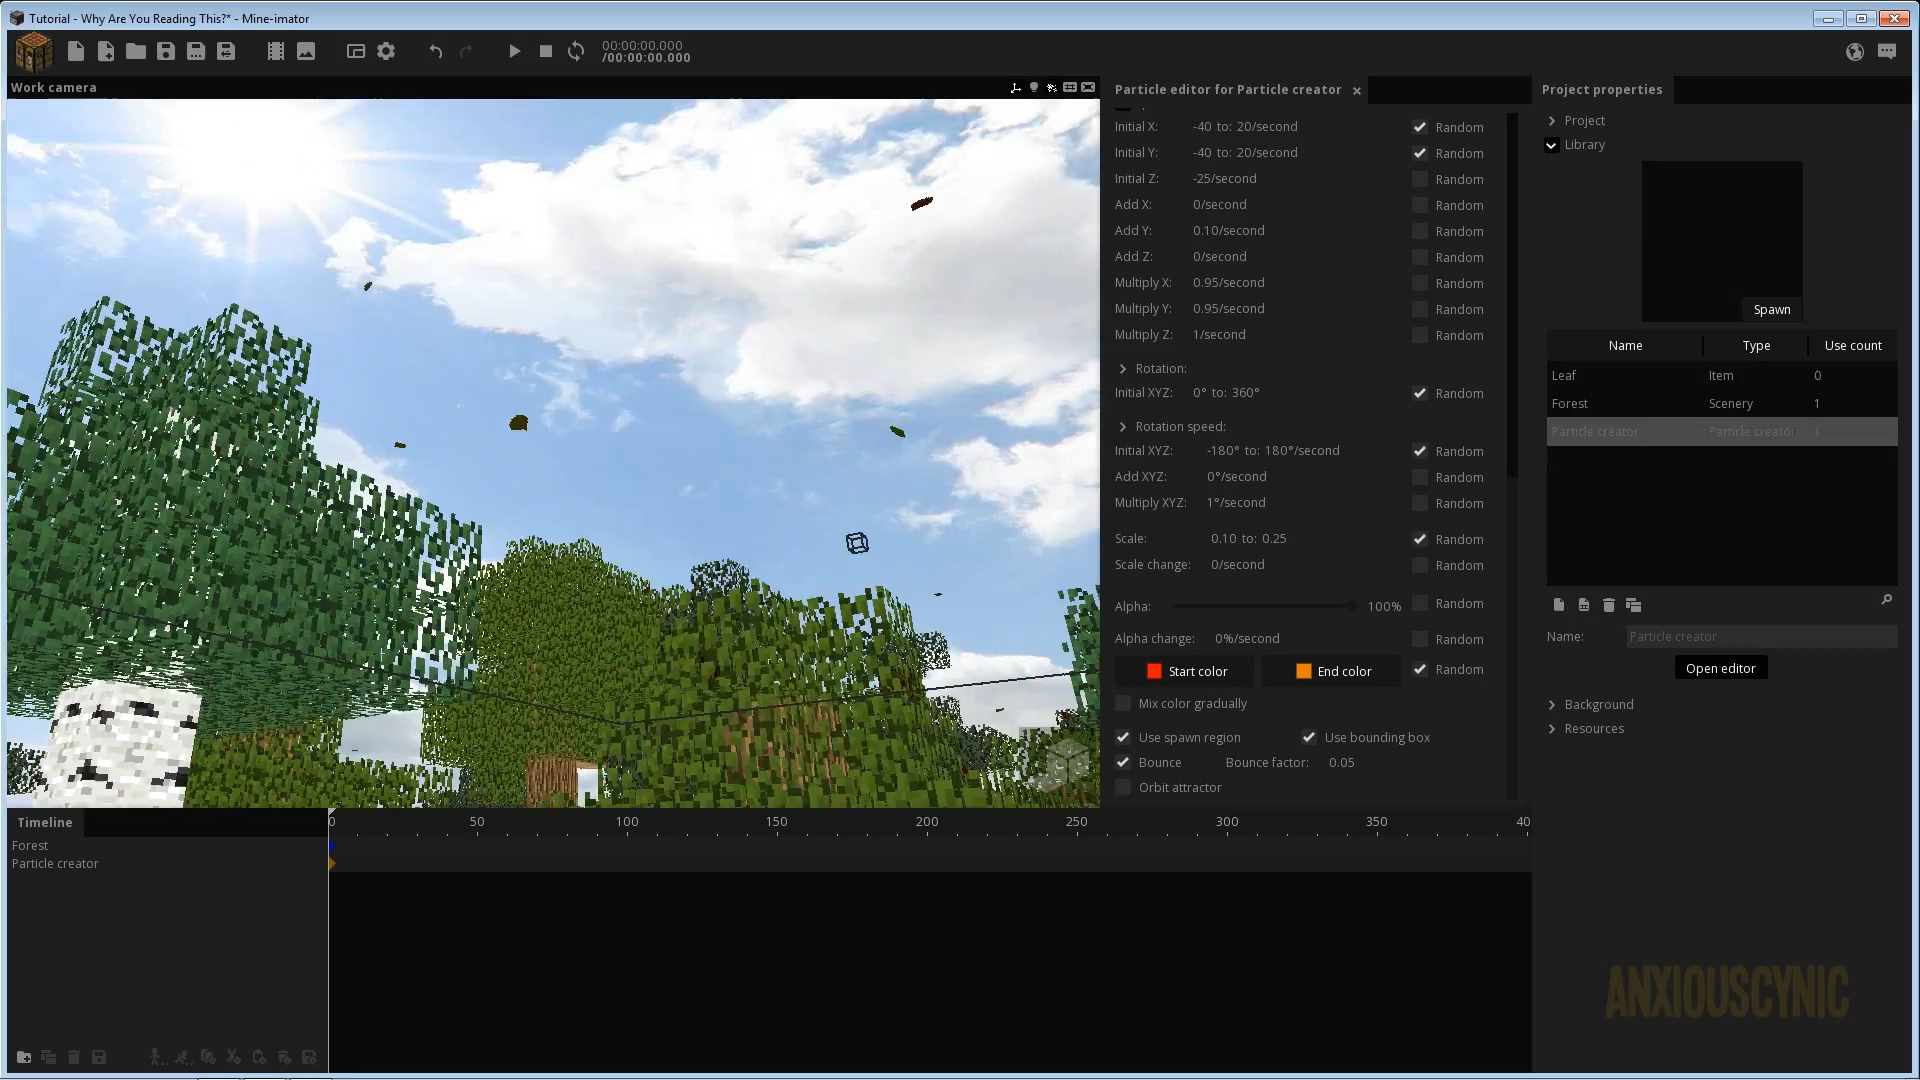 Tutorial - Why Are You Reading This?* - Mine-imator
00:00:00.000
/00:00:00.000
Work camera
Particle editor for Particle creator
Initial X: -40 to: 20/second Random
Initial Y: -40 to: 20/second Random
Initial Z: -25/second Random
Add X: 0/second Random
Add Y: 0.10/second Random
Add Z: 0/second Random
Multiply X: 0.95/second Random
Multiply Y: 0.95/second Random
Multiply Z: 1/second Random
Rotation:
Initial XYZ: 0° to: 360° Random
Rotation speed:
Initial XYZ: -180° to: 180°/second Random
Add XYZ: 0°/second Random
Multiply XYZ: 1°/second Random
Scale: 0.10 to: 0.25 Random
Scale change: 0/second Random
Alpha: 100% Random
Alpha change: 0%/second Random
Start color End color Random
Mix color gradually
Use spawn region Use bounding box
Bounce Bounce factor: 0.05
Orbit attractor
Project properties
Project
Library
Spawn
Name Type Use count
Leaf Item 0
Forest Scenery 1
Particle creator Particle creator 1
Name: Particle creator
Open editor
Background
Resources
Timeline
0 50 100 150 200 250 300 350 40
Forest
Particle creator
ANXIOUSCYNIC